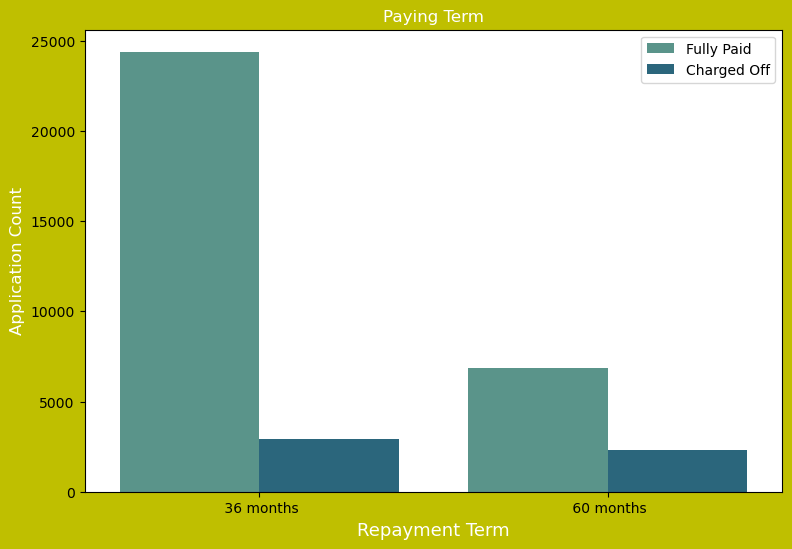 Paying Term
Fully Paid
Charged Off
Application Count
25000
20000
15000
10000
5000
0
36 months
60 months
Repayment Term